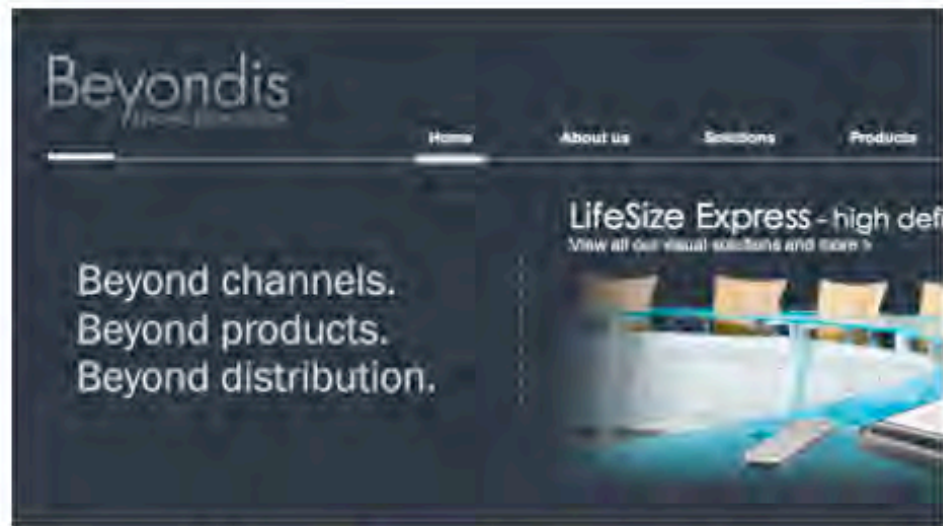 Beyondis
Home About us Solutions Products
LifeSize Express - high defi
View all our visual solutions and more >
Beyond channels.
Beyond products.
Beyond distribution.